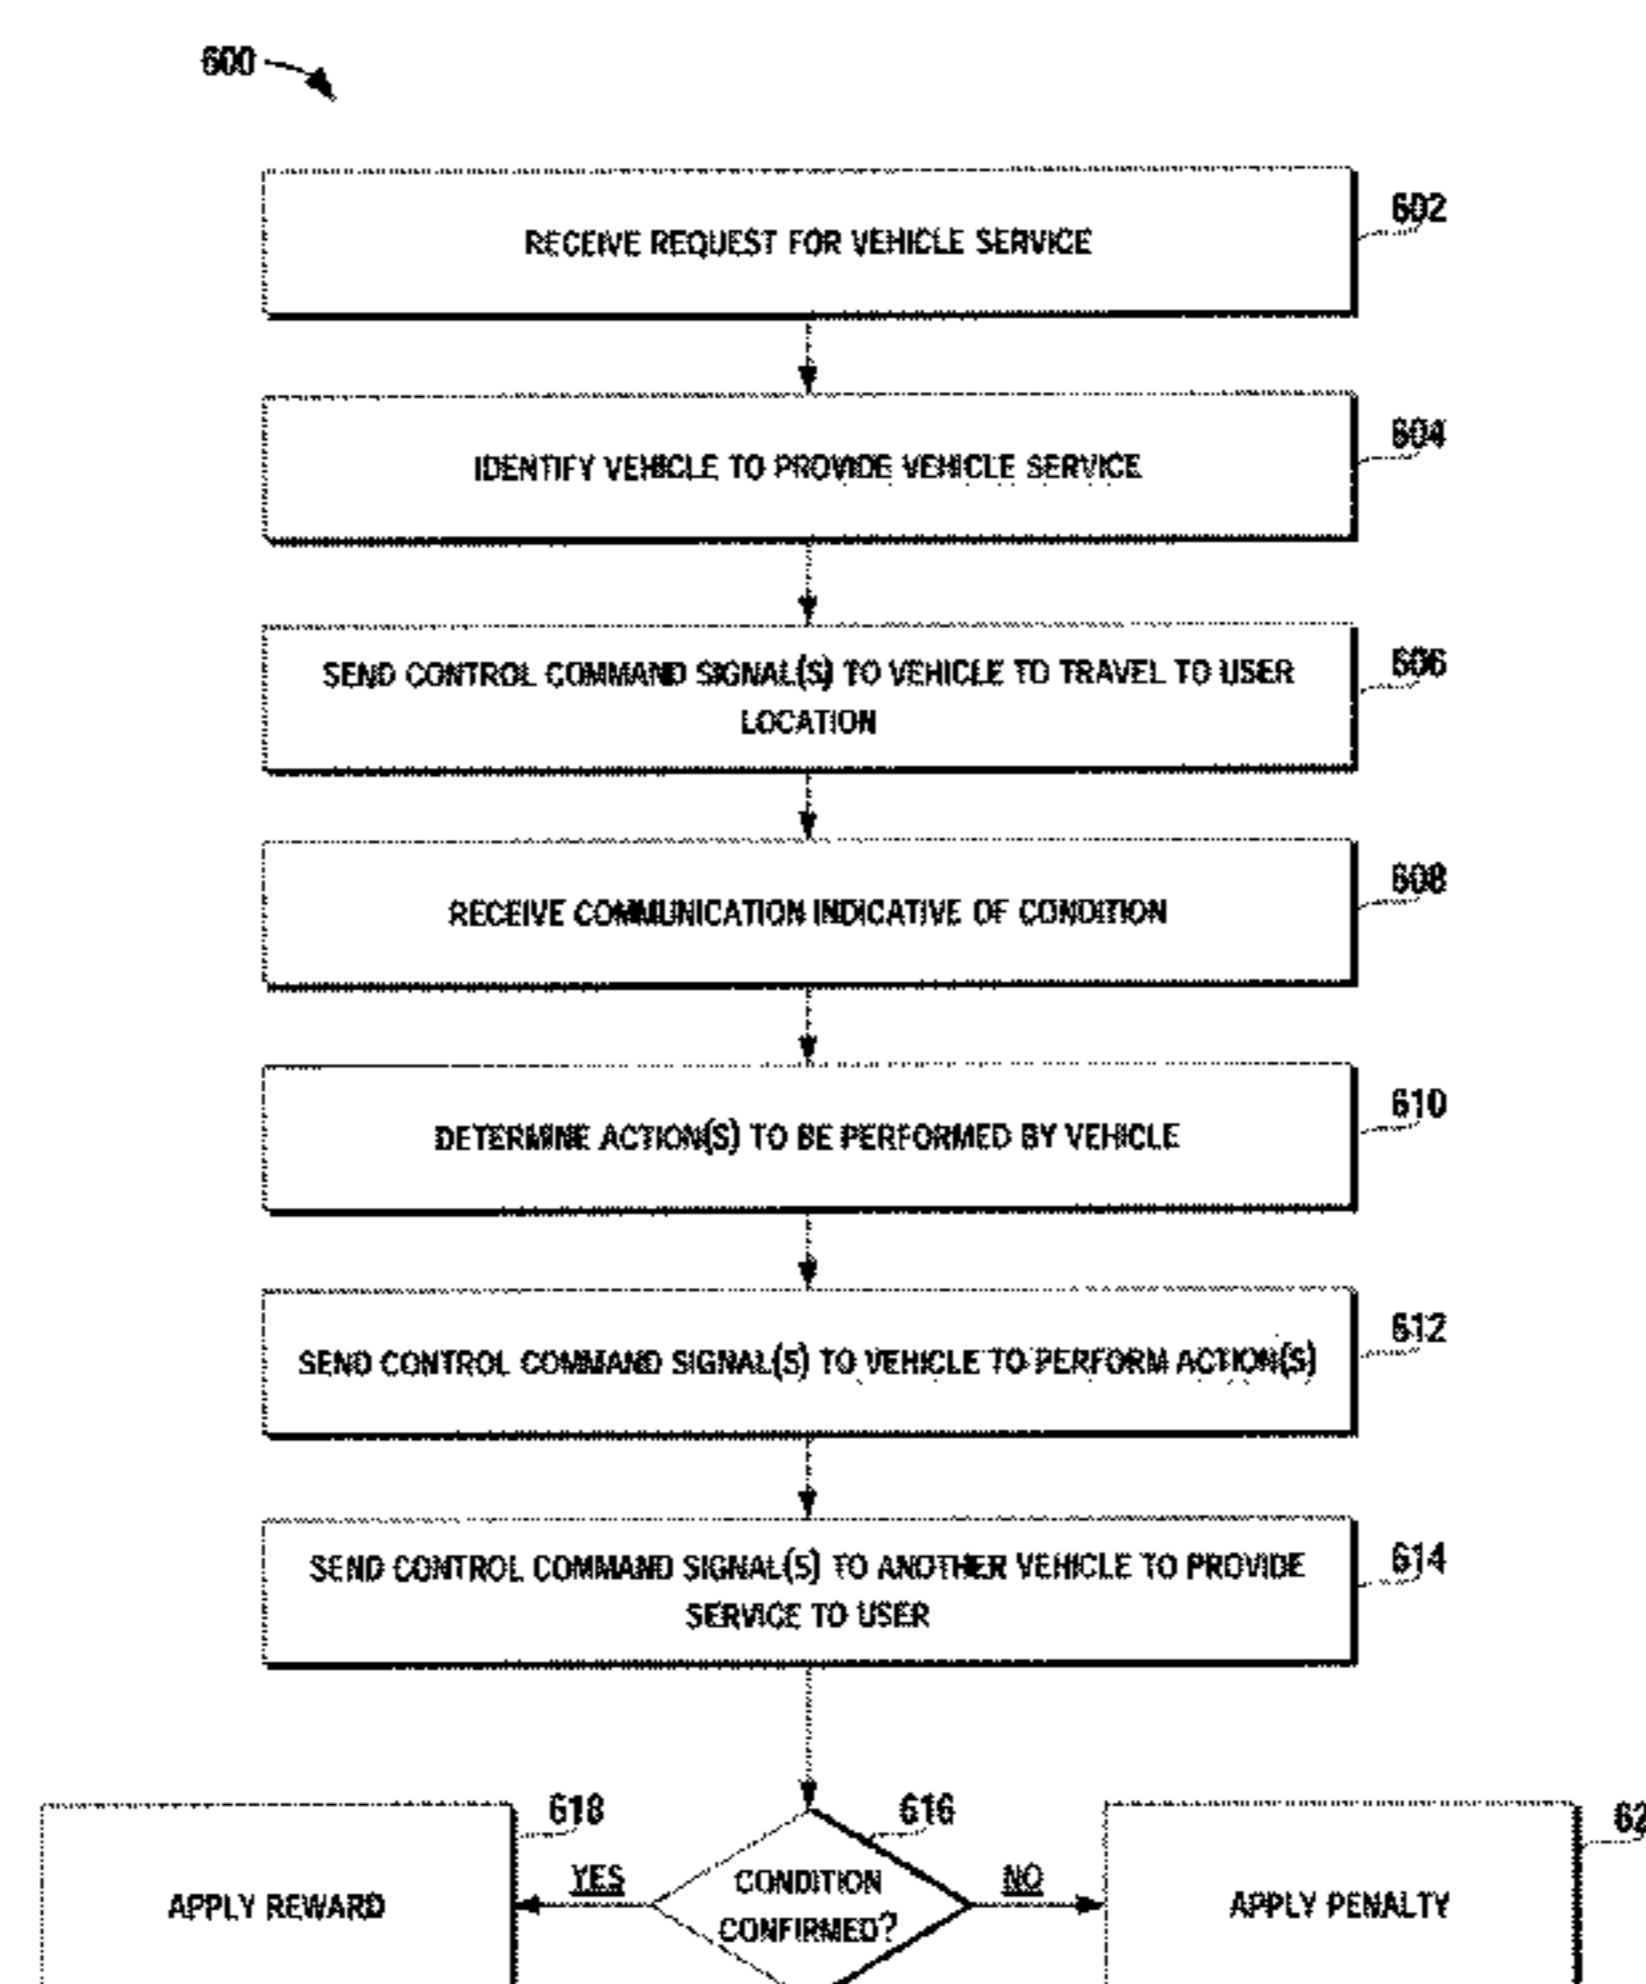 600
RECEIVE REQUEST FOR VEHICLE SERVICE
602
IDENTIFY VEHICLE TO PROVIDE VEHICLE SERVICE
604
SEND CONTROL COMMAND SIGNAL(S) TO VEHICLE TO TRAVEL TO USER
LOCATION
606
RECEIVE COMMUNICATION INDICATIVE OF CONDITION
608
DETERMINE ACTION(S) TO BE PERFORMED BY VEHICLE
610
SEND CONTROL COMMAND SIGNAL(S) TO VEHICLE TO PERFORM ACTION(S)
612
SEND CONTROL COMMAND SIGNAL(S) TO ANOTHER VEHICLE TO PROVIDE
SERVICE TO USER
614
618
616
YES
CONDITION
CONFIRMED?
NO
APPLY REWARD
APPLY PENALTY